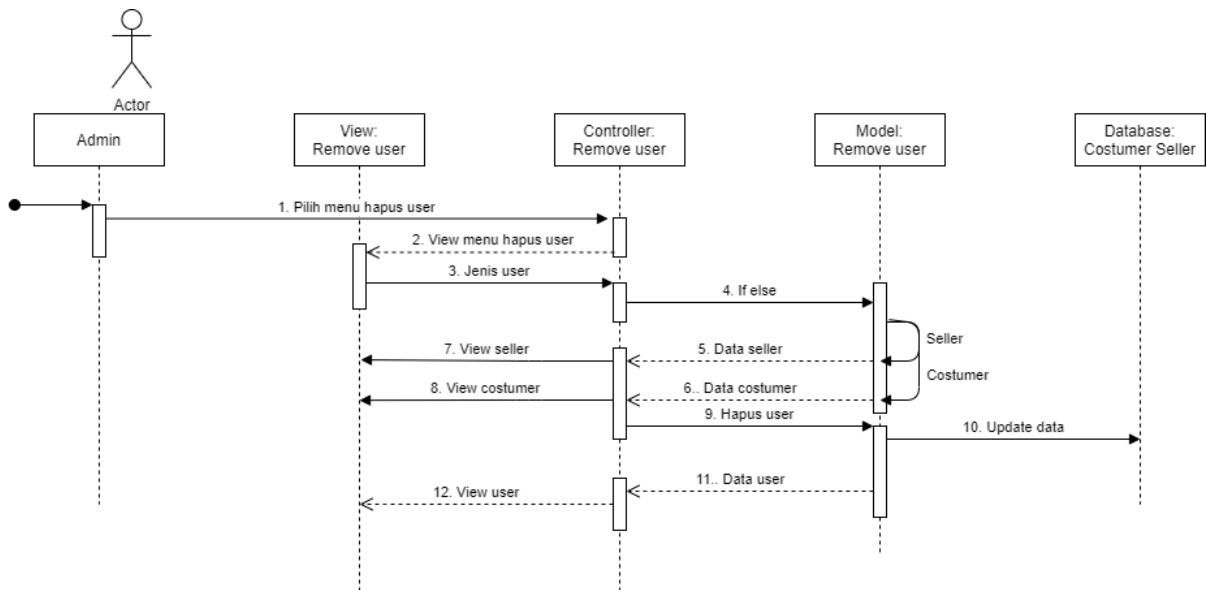 Actor
Admin
View:
Remove user
Controller:
Remove user
Model:
Remove user
Database:
Costumer Seller
1. Pilih menu hapus user
2. View menu hapus user
3. Jenis user
4. If else
Seller
7. View seller
5. Data seller
Costumer
8. View costumer
6.. Data costumer
9. Hapus user
10. Update data
11.. Data user
12. View user